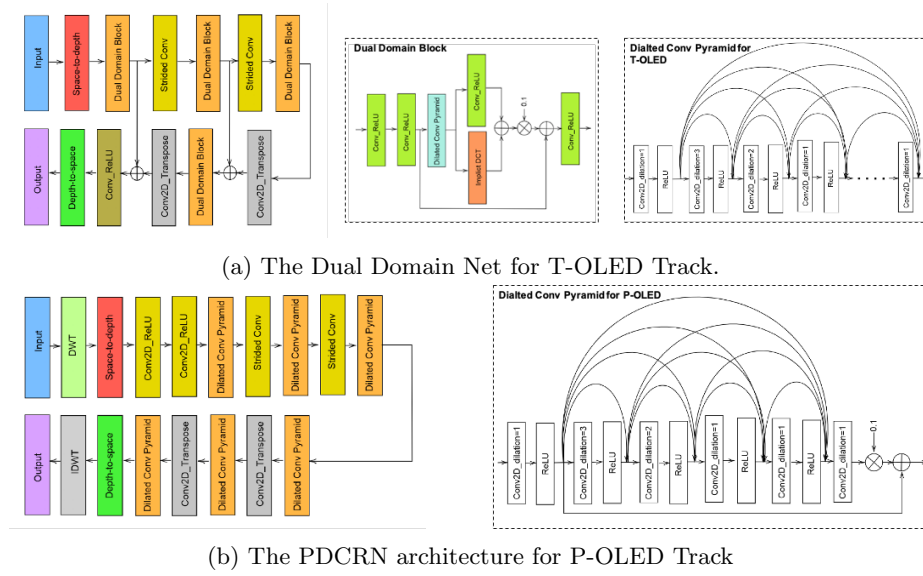 Input
Space-to-depth
Dual Domain Block
Strided Conv
Dual Domain Block
Strided Conv
Dual Domain Block
Output
Depth-to-space
Conv_ReLU
Conv2D_Transpose
Dual Domain Block
Conv2D_Transpose
Dual Domain Block
Conv_ReLU
Conv_ReLU
Dilated Conv Pyramid
Conv_ReLU
Implicit DCT
0.1
Conv_ReLU
Dialted Conv Pyramid for
T-OLED
Conv2D_dilation=1
ReLU
Conv2D_dilation=3
ReLU
Conv2D_dilation=2
ReLU
Conv2D_dilation=1
ReLU
Conv2D_dilation=1
(a) The Dual Domain Net for T-OLED Track.
Input
DWT
Space-to-depth
Conv2D_ReLU
Conv2D_ReLU
Dilated Conv Pyramid
Strided Conv
Dilated Conv Pyramid
Strided Conv
Dilated Conv Pyramid
Output
IDWT
Depth-to-space
Dilated Conv Pyramid
Conv2D_Transpose
Dilated Conv Pyramid
Conv2D_Transpose
Dilated Conv Pyramid
Dialted Conv Pyramid for P-OLED
Conv2D_dilation=1
ReLU
Conv2D_dilation=3
ReLU
Conv2D_dilation=2
ReLU
Conv2D_dilation=1
ReLU
Conv2D_dilation=1
ReLU
Conv2D_dilation=1
0.1
(b) The PDCRN architecture for P-OLED Track